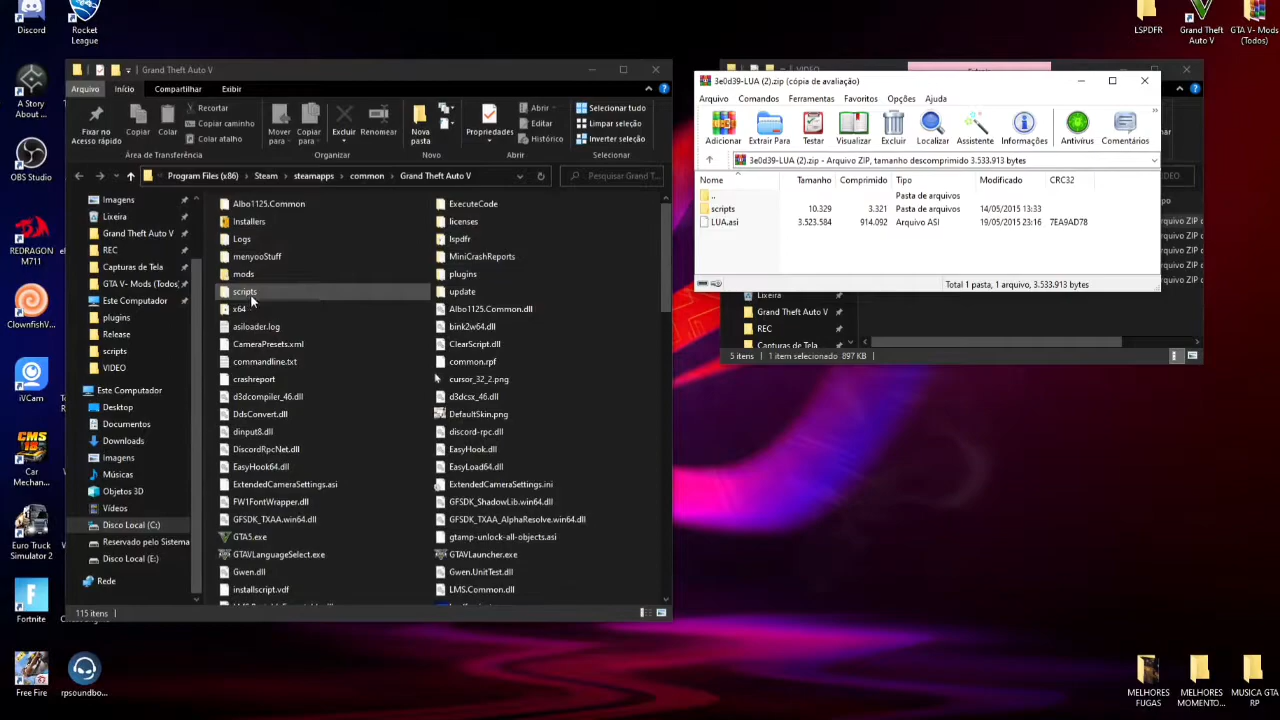 Discord
Rocket
League
A Story
About ...
OBS Studio
REDRAGON
M711
ClownfishV...
iVCam
Car
Mechan...
Euro Truck
Simulator 2
Fortnite
Free Fire
rpsoundbo...
LSPDFR
Grand Theft
Auto V
GTA V- Mods
(Todos)
MELHORES
FUGAS
MELHORES
MOMENTO...
MUSICA GTA
RP
Grand Theft Auto V
Arquivo Início Compartilhar Exibir
Fixar no
Acesso rápido
Copiar
Colar
Recortar
Copiar caminho
Colar atalho
Área de Transferência
Mover
para
Copiar
para
Excluir
Renomear
Organizar
Nova
pasta
Novo
Propriedades
Abrir
Editar
Histórico
Abrir
Selecionar tudo
Limpar seleção
Inverter seleção
Selecionar
Program Files (x86) > Steam > steamapps > common > Grand Theft Auto V
Pesquisar Grand T...
Imagens
Lixeira
Grand Theft Auto V
REC
Capturas de Tela
GTA V- Mods (Todos)
Este Computador
plugins
Release
scripts
VIDEO
Este Computador
Desktop
Documentos
Downloads
Imagens
Músicas
Objetos 3D
Vídeos
Disco Local (C:)
Reservado pelo Sistema
Disco Local (E:)
Rede
Albo1125.Common
Installers
Logs
menyooStuff
mods
scripts
x64
asiloader.log
CameraPresets.xml
commandline.txt
crashreport
d3dcompiler_46.dll
DdsConvert.dll
dinput8.dll
DiscordRpcNet.dll
EasyHook64.dll
ExtendedCameraSettings.asi
FW1FontWrapper.dll
GFSDK_TXAA.win64.dll
GTA5.exe
GTAVLanguageSelect.exe
Gwen.dll
installscript.vdf
ExecuteCode
licenses
lspdfr
MiniCrashReports
plugins
update
Albo1125.Common.dll
bink2w64.dll
ClearScript.dll
common.rpf
cursor_32_2.png
d3dcsx_46.dll
DefaultSkin.png
discord-rpc.dll
EasyHook.dll
EasyLoad64.dll
ExtendedCameraSettings.ini
GFSDK_ShadowLib.win64.dll
GFSDK_TXAA_AlphaResolve.win64.dll
gtamp-unlock-all-objects.asi
GTAVLauncher.exe
Gwen.UnitTest.dll
LMS.Common.dll
115 itens
3e0d39-LUA (2).zip (cópia de avaliação)
Arquivo Comandos Ferramentas Favoritos Opções Ajuda
Adicionar Extrair Para Testar Visualizar Excluir Localizar Assistente Informações Antivírus Comentários
3e0d39-LUA (2).zip - Arquivo ZIP, tamanho descomprimido 3.533.913 bytes
Nome Tamanho Comprimido Tipo Modificado CRC32
.. Pasta de arquivos
scripts 10.329 3.321 Pasta de arquivos 14/05/2015 13:33
LUA.asi 3.523.584 914.092 Arquivo ASI 19/05/2015 23:16 7EA9AD78
Total 1 pasta, 1 arquivo, 3.533.913 bytes
Lixeira
Grand Theft Auto V
REC
Capturas de Tela
5 itens 1 item selecionado 897 KB